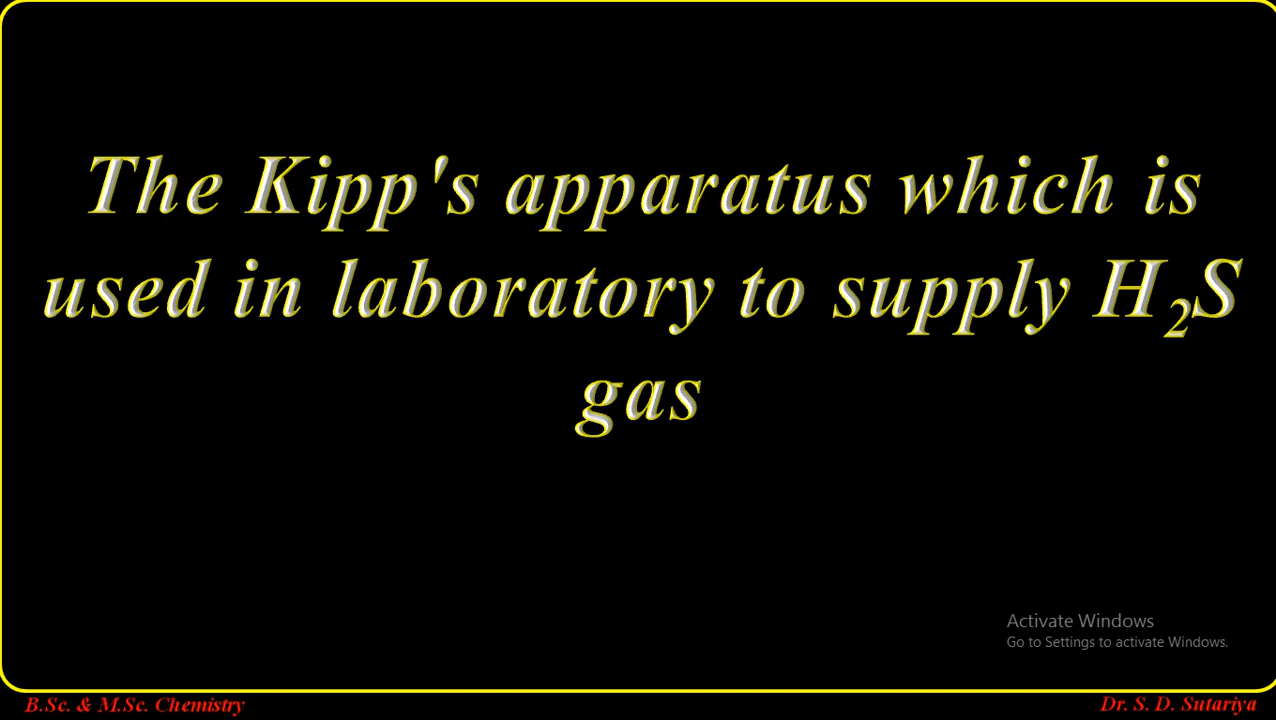 The Kipp's apparatus which is
used in laboratory to supply H₂S
gas
Activate Windows
Go to Settings to activate Windows.
B.Sc. & M.Sc. Chemistry
Dr. S. D. Sutariya